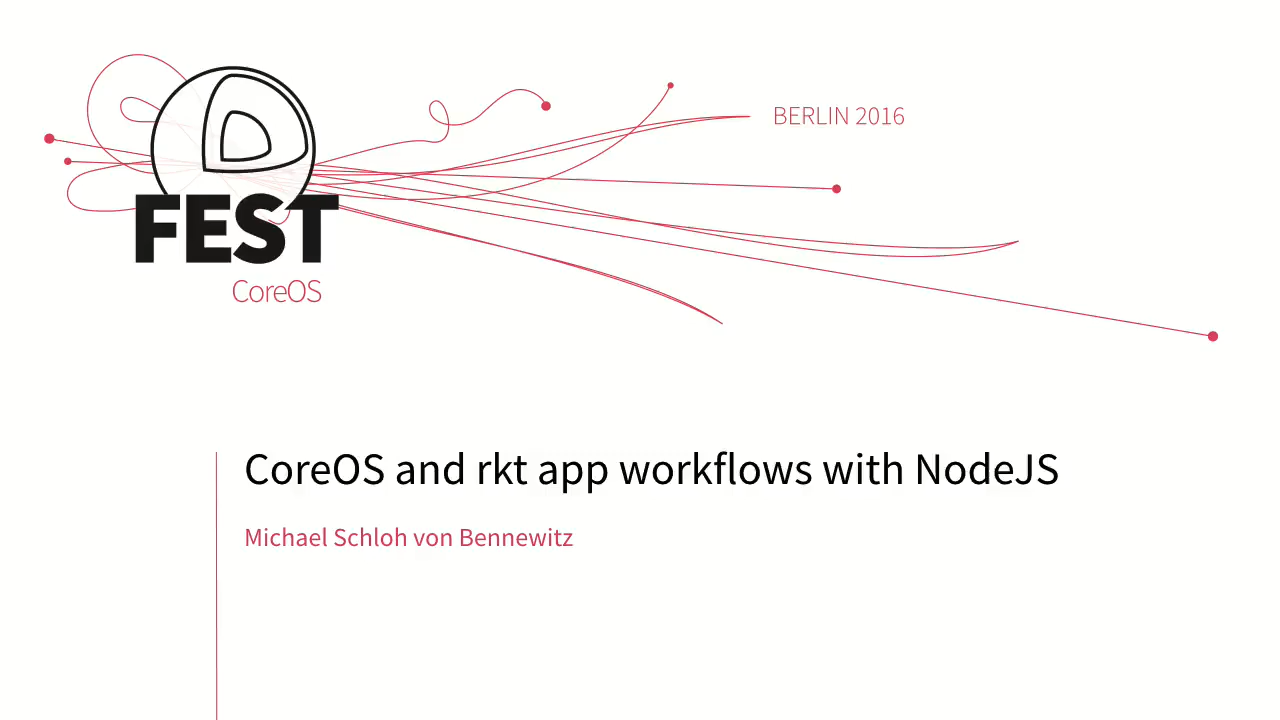 BERLIN 2016
FEST
CoreOS
CoreOS and rkt app workflows with NodeJS
Michael Schloh von Bennewitz